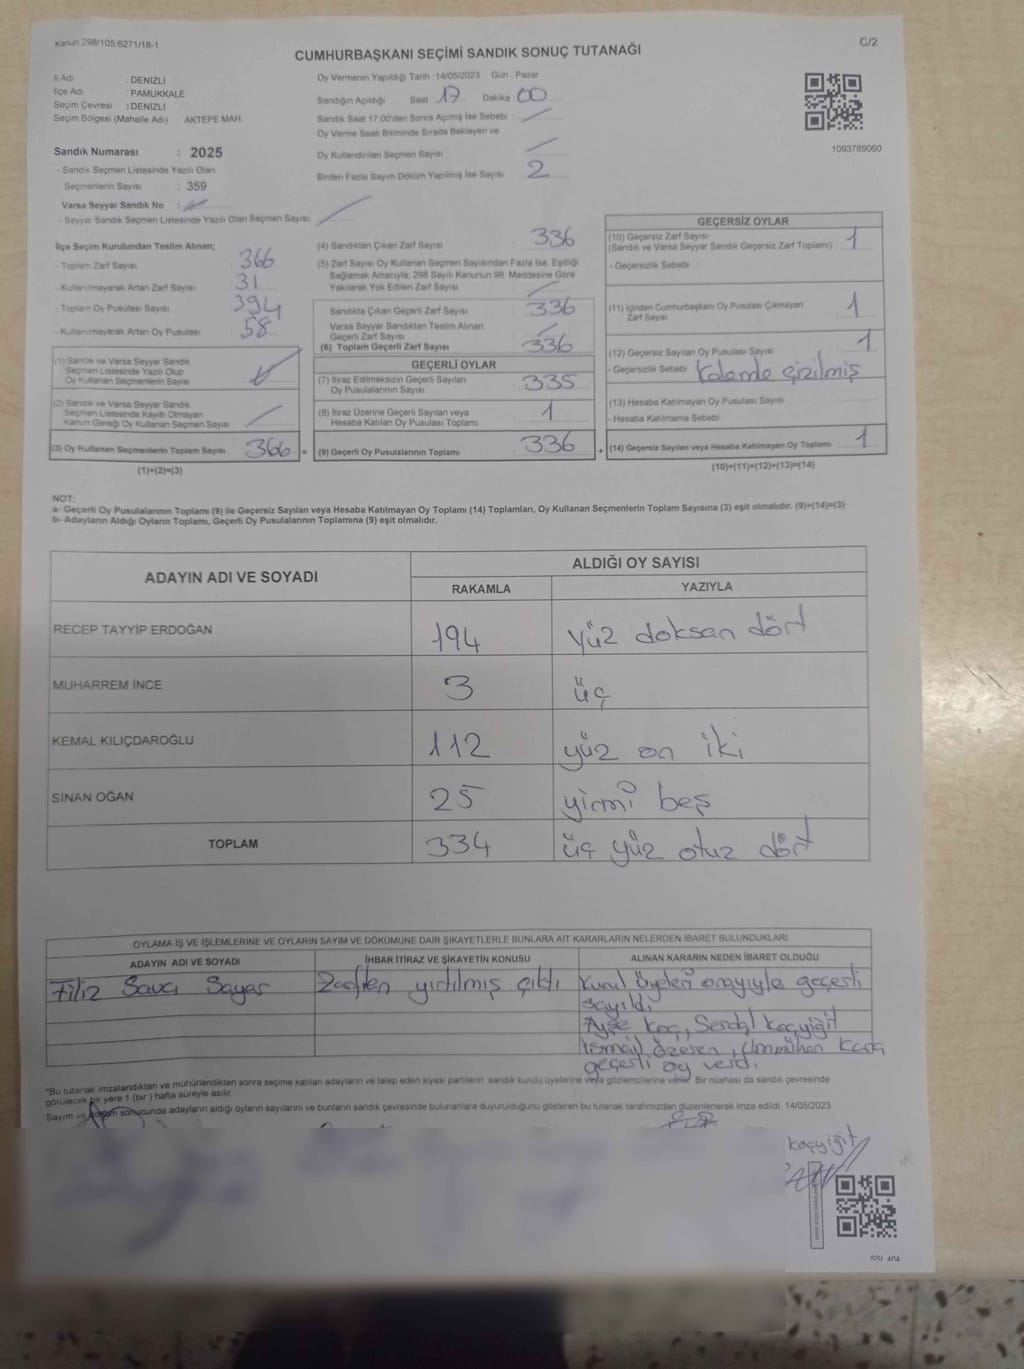 Kanun:298/105;6271/18-1
C/2
CUMHURBAŞKANI SEÇİMİ SANDIK SONUÇ TUTANAĞI
İl Adı : DENİZLİ
İlçe Adı : PAMUKKALE
Seçim Çevresi : DENİZLİ
Seçim Bölgesi (Mahalle Adı) : AKTEPE MAH.
Sandık Numarası : 2025
- Sandık Seçmen Listesinde Yazılı Olan
Seçmenlerin Sayısı : 359
Varsa Seyyar Sandık No :
- Seyyar Sandık Seçmen Listesinde Yazılı Olan Seçmen Sayısı
Oy Vermenin Yapıldığı Tarih : 14/05/2023 Gün : Pazar
Sandığın Açıldığı Saat : 17 Dakika : 00
Sandık Saat 17:00'den Sonra Açılmış İse Sebebi :
Oy Verme Saati Bitiminde Sırada Bekleyen ve
Oy Kullandırılan Seçmen Sayısı
Birden Fazla Sayım Döküm Yapılmış İse Sayısı 2
1093789060
İlçe Seçim Kurulundan Teslim Alınan;
- Toplam Zarf Sayısı 366
- Kullanılmayarak Artan Zarf Sayısı 31
- Toplam Oy Pusulası Sayısı 394
- Kullanılmayarak Artan Oy Pusulası 58
(1) Sandık ve Varsa Seyyar Sandık
Seçmen Listesinde Yazılı Olup
Oy Kullanan Seçmenlerin Sayısı
(2) Sandık ve Varsa Seyyar Sandık
Seçmen Listesinde Kayıtlı Olmayan
Kanun Gereği Oy Kullanan Seçmen Sayısı
(3) Oy Kullanan Seçmenlerin Toplam Sayısı 366 =
(1)+(2)=(3)
(4) Sandıktan Çıkan Zarf Sayısı 336
(5) Zarf Sayısı Oy Kullanan Seçmen Sayısından Fazla İse, Eşitliği
Sağlamak Amacıyla; 298 Sayılı Kanunun 98. Maddesine Göre
Yakılarak Yok Edilen Zarf Sayısı
Sandıkta Çıkan Geçerli Zarf Sayısı 336
Varsa Seyyar Sandıktan Teslim Alınan
Geçerli Zarf Sayısı
(6) Toplam Geçerli Zarf Sayısı 336
GEÇERLİ OYLAR
(7) İtiraz Edilmeksizin Geçerli Sayılan
Oy Pusulalarının Sayısı 335
(8) İtiraz Üzerine Geçerli Sayılan veya
Hesaba Katılan Oy Pusulası Toplamı 1
(9) Geçerli Oy Pusulalarının Toplamı 336 +
GEÇERSİZ OYLAR
(10) Geçersiz Zarf Sayısı
(Sandık ve Varsa Seyyar Sandık Geçersiz Zarf Toplamı) 1
- Geçersizlik Sebebi :
(11) İçinden Cumhurbaşkanı Oy Pusulası Çıkmayan
Zarf Sayısı 1
(12) Geçersiz Sayılan Oy Pusulası Sayısı 1
- Geçersizlik Sebebi : Kalemle çizilmiş
(13) Hesaba Katılmayan Oy Pusulası Sayısı
- Hesaba Katılmama Sebebi :
(14) Geçersiz Sayılan veya Hesaba Katılmayan Oy Toplamı 1
(10)+(11)+(12)+(13)=(14)
NOT:
a- Geçerli Oy Pusulalarının Toplamı (9) ile Geçersiz Sayılan veya Hesaba Katılmayan Oy Toplamı (14) Toplamları, Oy Kullanan Seçmenlerin Toplam Sayısına (3) eşit olmalıdır. (9)+(14)=(3)
b- Adayların Aldığı Oyların Toplamı, Geçerli Oy Pusulalarının Toplamına (9) eşit olmalıdır.
ADAYIN ADI VE SOYADI
ALDIĞI OY SAYISI
RAKAMLA YAZIYLA
RECEP TAYYİP ERDOĞAN 194 yüz doksan dört
MUHARREM İNCE 3 üç
KEMAL KILIÇDAROĞLU 112 yüz on iki
SİNAN OĞAN 25 yirmi beş
TOPLAM 334 üç yüz otuz dört
OYLAMA İŞ VE İŞLEMLERİNE VE OYLARIN SAYIM VE DÖKÜMÜNE DAİR ŞİKAYETLERLE BUNLARA AİT KARARLARIN NELERDEN İBARET BULUNDUKLARI
ADAYIN ADI VE SOYADI İHBAR İTİRAZ VE ŞİKAYETİN KONUSU ALINAN KARARIN NEDEN İBARET OLDUĞU
Filiz Savcı Sayar Zarften yırtılmış çıktı Kurul Üyeleri onayıyla geçerli
sayıldı
Ayşe Koç, Serdal Koçyiğit
İsmail Özesen, Ümmühan Kara
geçerli oy verdi.
*Bu tutanak imzalandıktan ve mühürlendikten sonra seçime katılan adayların ve talep eden siyasi partilerin sandık kurulu üyelerine veya gözlemcilerine verilir. Bir nüshası da sandık çevresinde
görülecek bir yere 1 (bir) hafta süreyle asılır.
Sayım ve döküm sonucunda adayların aldığı oyların sayılarını ve bunların sandık çevresinde bulunanlara duyurulduğunu gösteren bu tutanak tarafımızdan düzenlenerek imza edildi. 14/05/2023
Koçyiğit